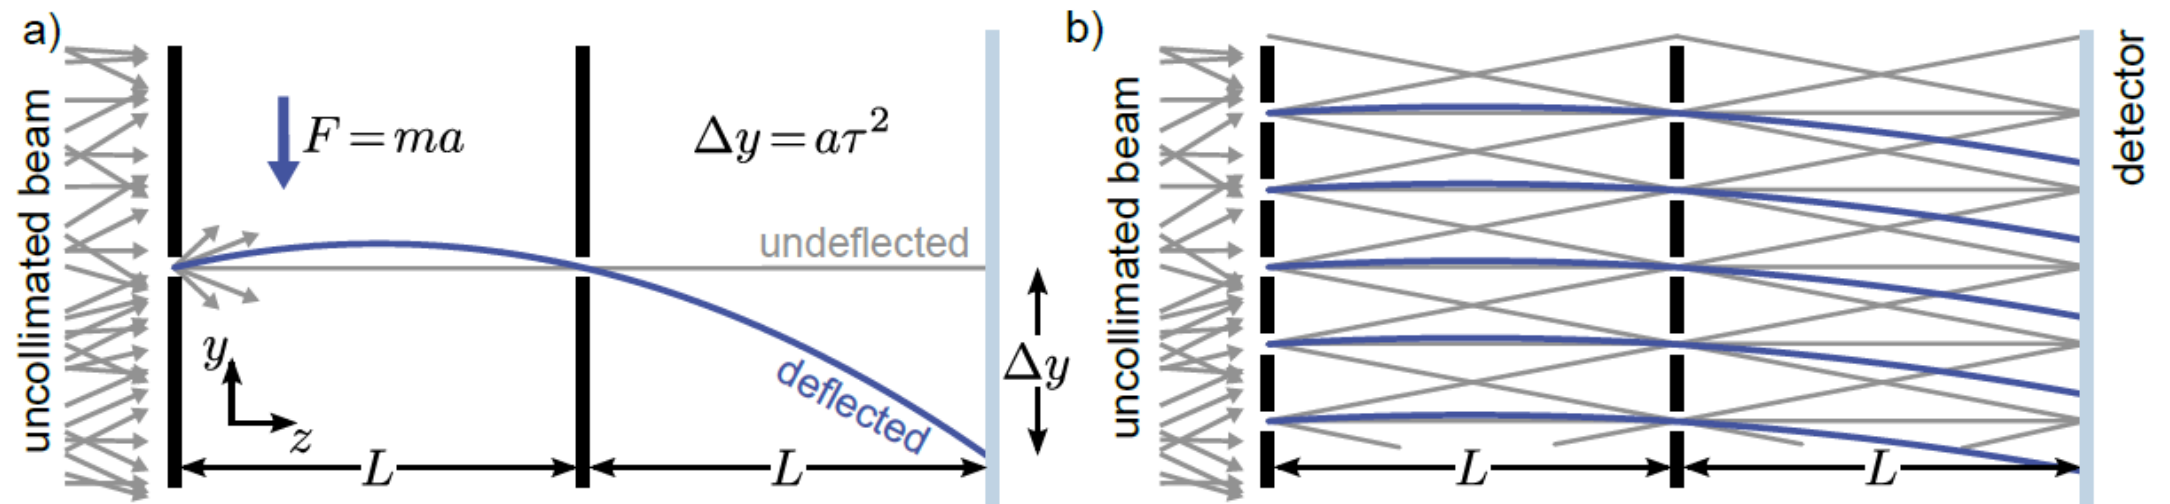 a)
uncollimated beam
F = ma
Δy = aτ²
undeflected
deflected
Δy
y
z
L
L
b)
uncollimated beam
L
L
detector